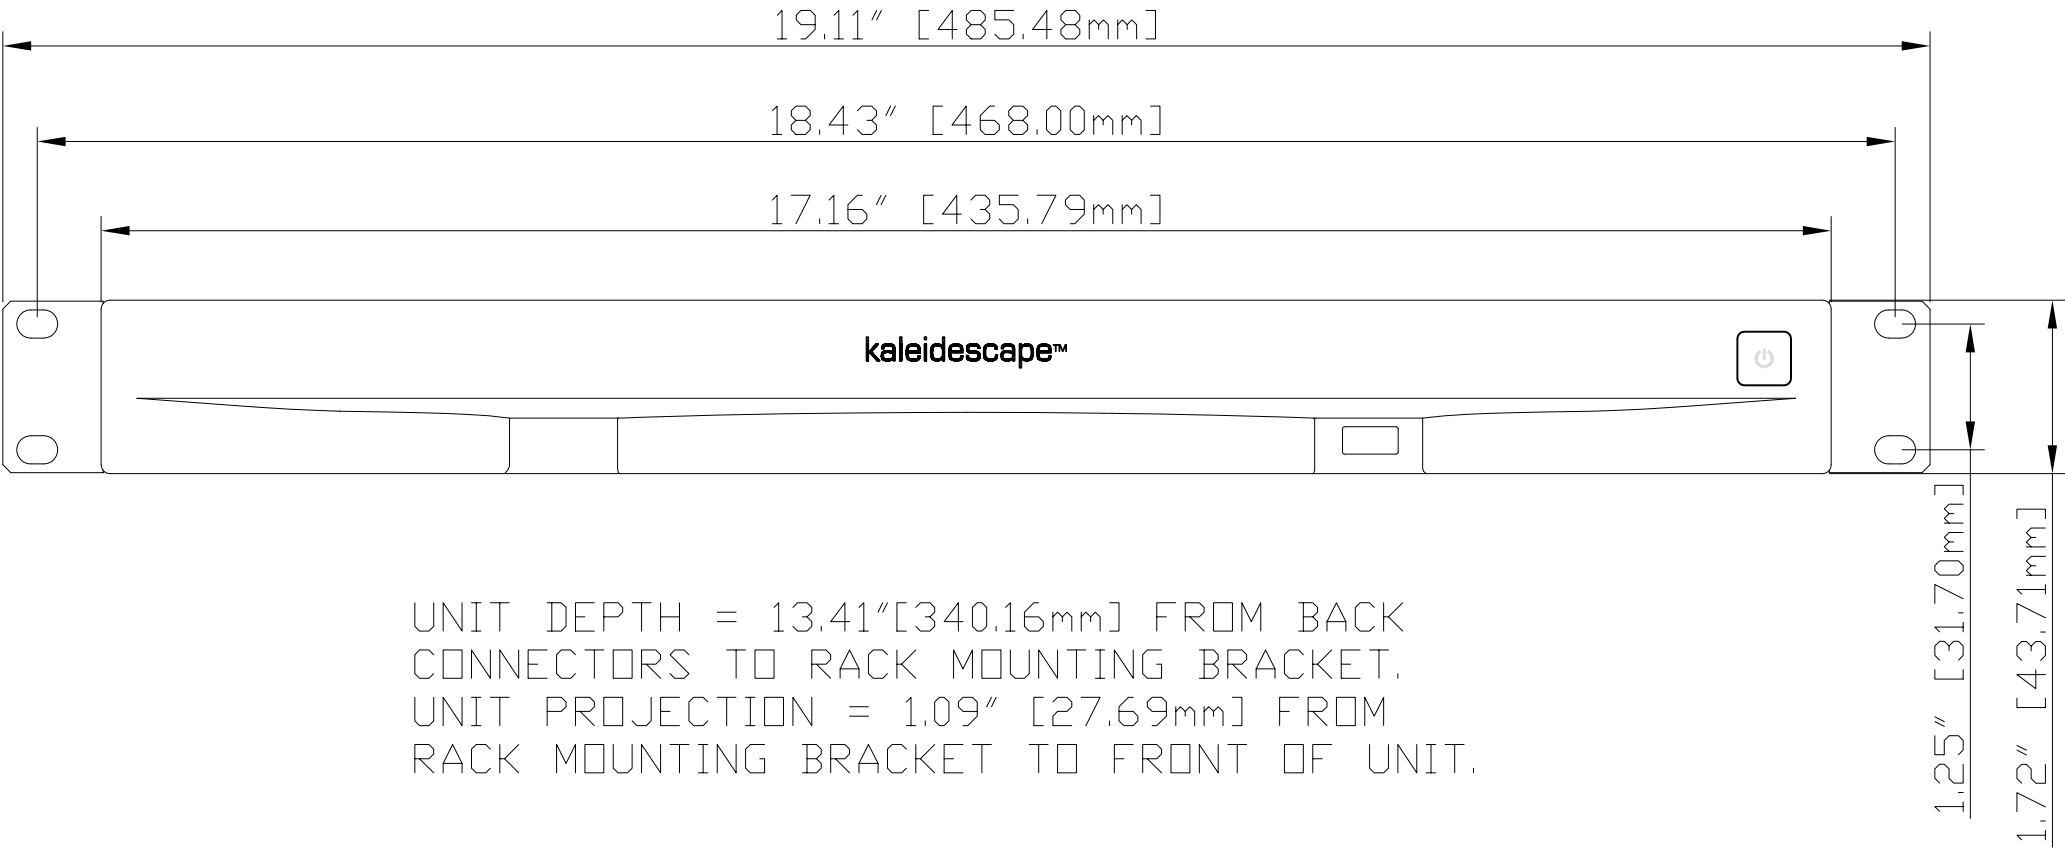 19.11" [485.48mm]
18.43" [468.00mm]
17.16" [435.79mm]
kaleidescape™
1.25" [31.70mm]
1.72" [43.71mm]
UNIT DEPTH = 13.41"[340.16mm] FROM BACK
CONNECTORS TO RACK MOUNTING BRACKET.
UNIT PROJECTION = 1.09" [27.69mm] FROM
RACK MOUNTING BRACKET TO FRONT OF UNIT.